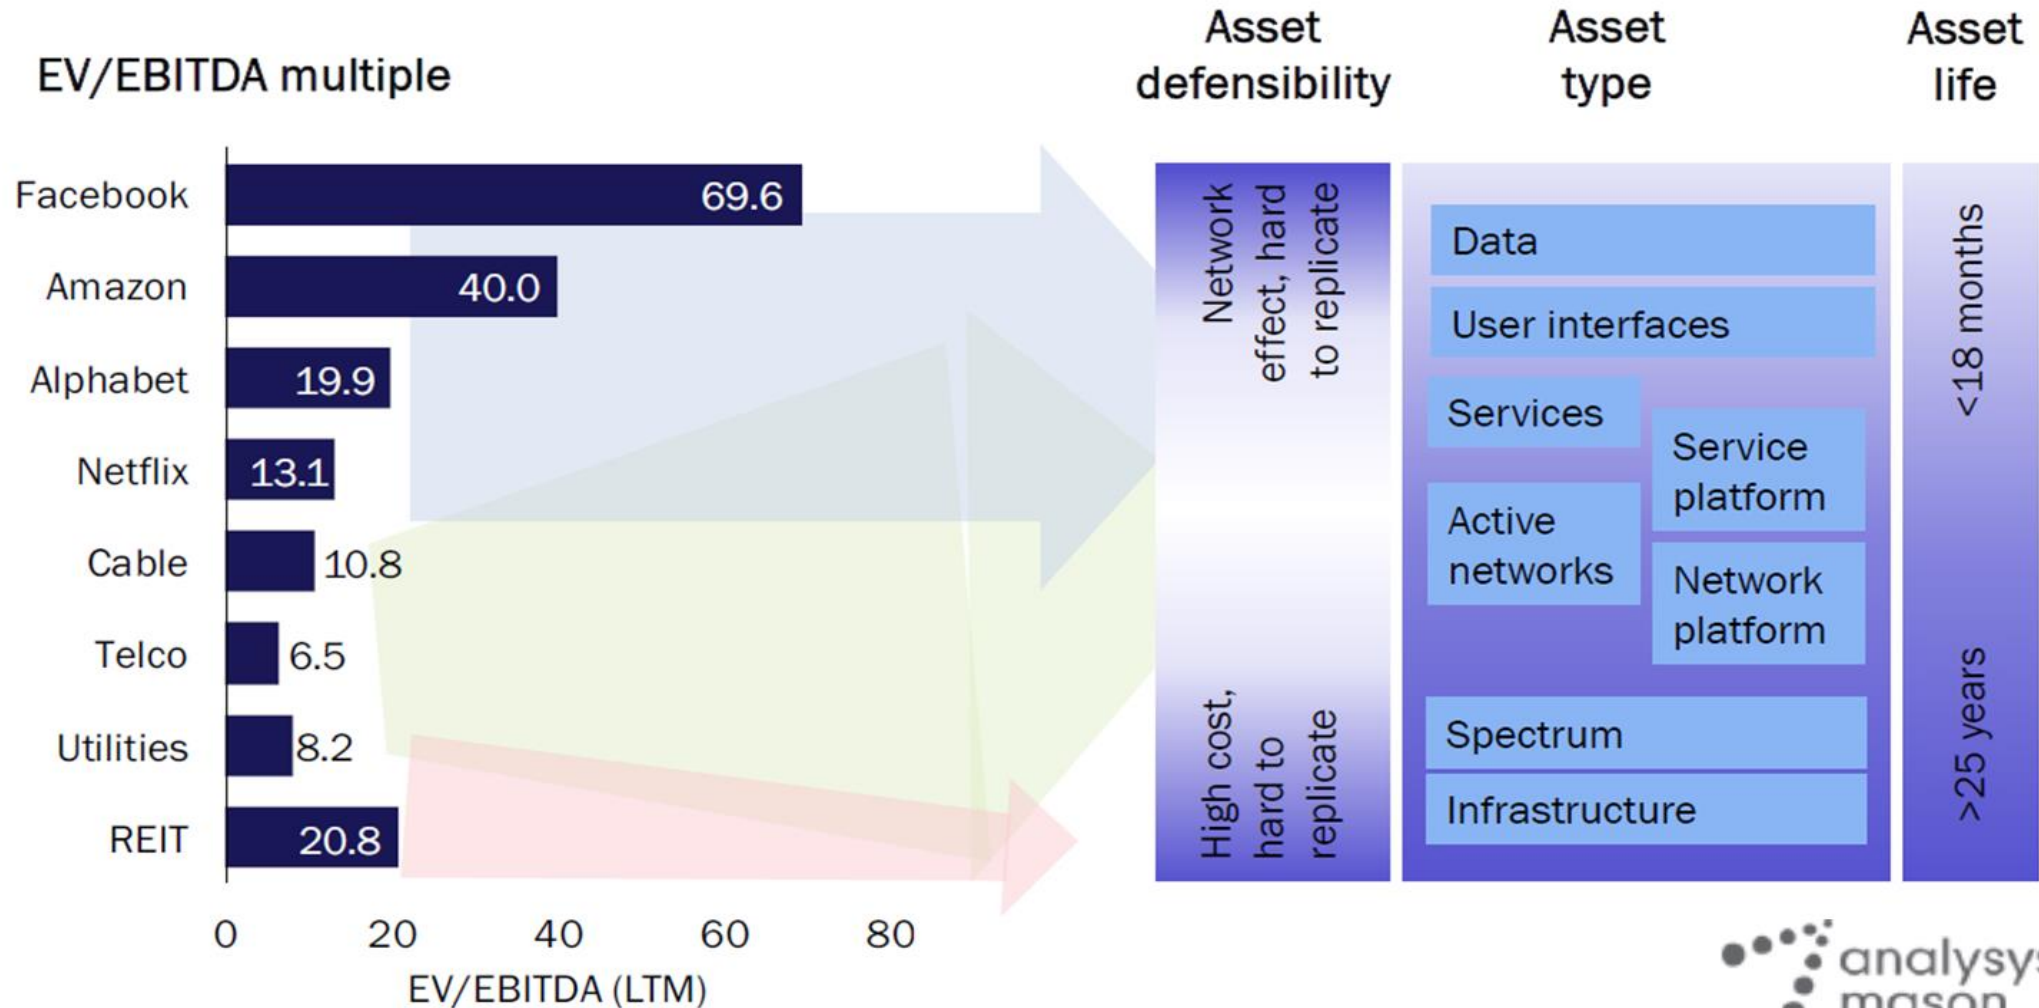 EV/EBITDA multiple
Facebook
69.6
Amazon
40.0
Alphabet
19.9
Netflix
13.1
Cable
10.8
Telco
6.5
Utilities
8.2
REIT
20.8
0 20 40 60 80
EV/EBITDA (LTM)
Asset
defensibility
Network
effect, hard
to replicate
High cost,
hard to
replicate
Asset
type
Data
User interfaces
Services
Service
platform
Active
networks
Network
platform
Spectrum
Infrastructure
Asset
life
<18 months
>25 years
analysys
mason